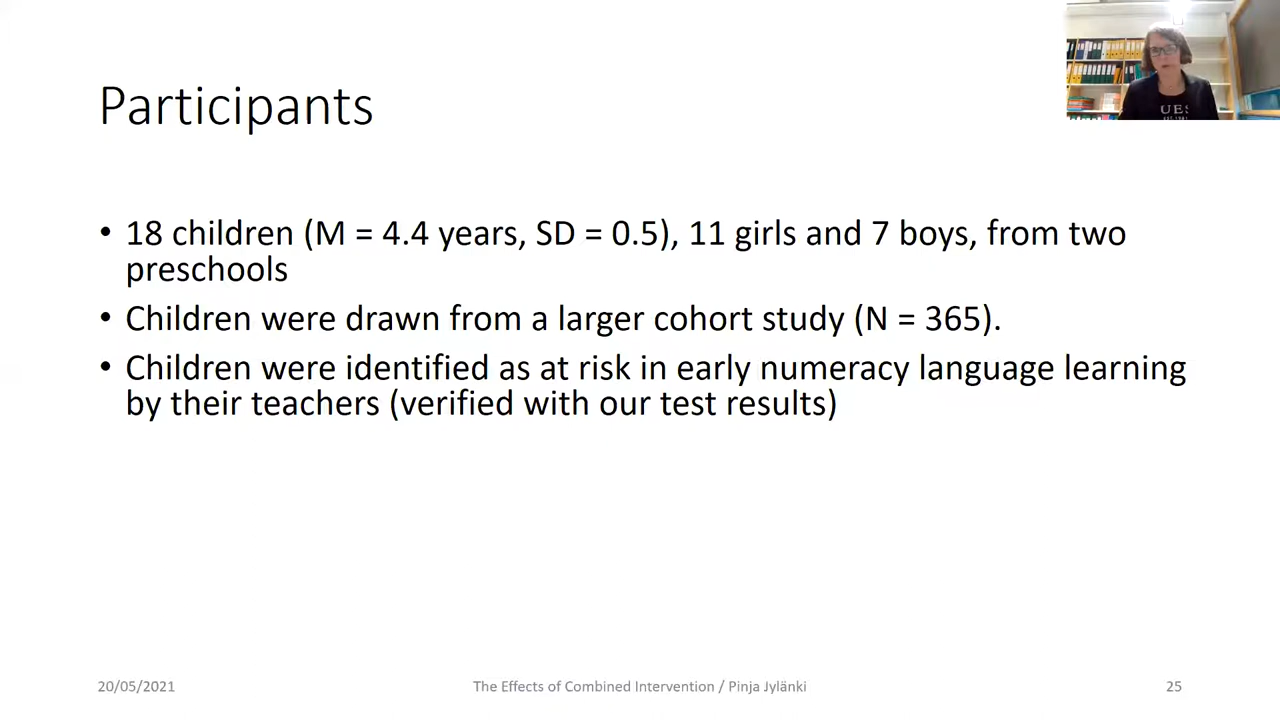 Participants
• 18 children (M = 4.4 years, SD = 0.5), 11 girls and 7 boys, from two
preschools
• Children were drawn from a larger cohort study (N = 365).
• Children were identified as at risk in early numeracy language learning
by their teachers (verified with our test results)
UES
20/05/2021
The Effects of Combined Intervention / Pinja Jylänki
25